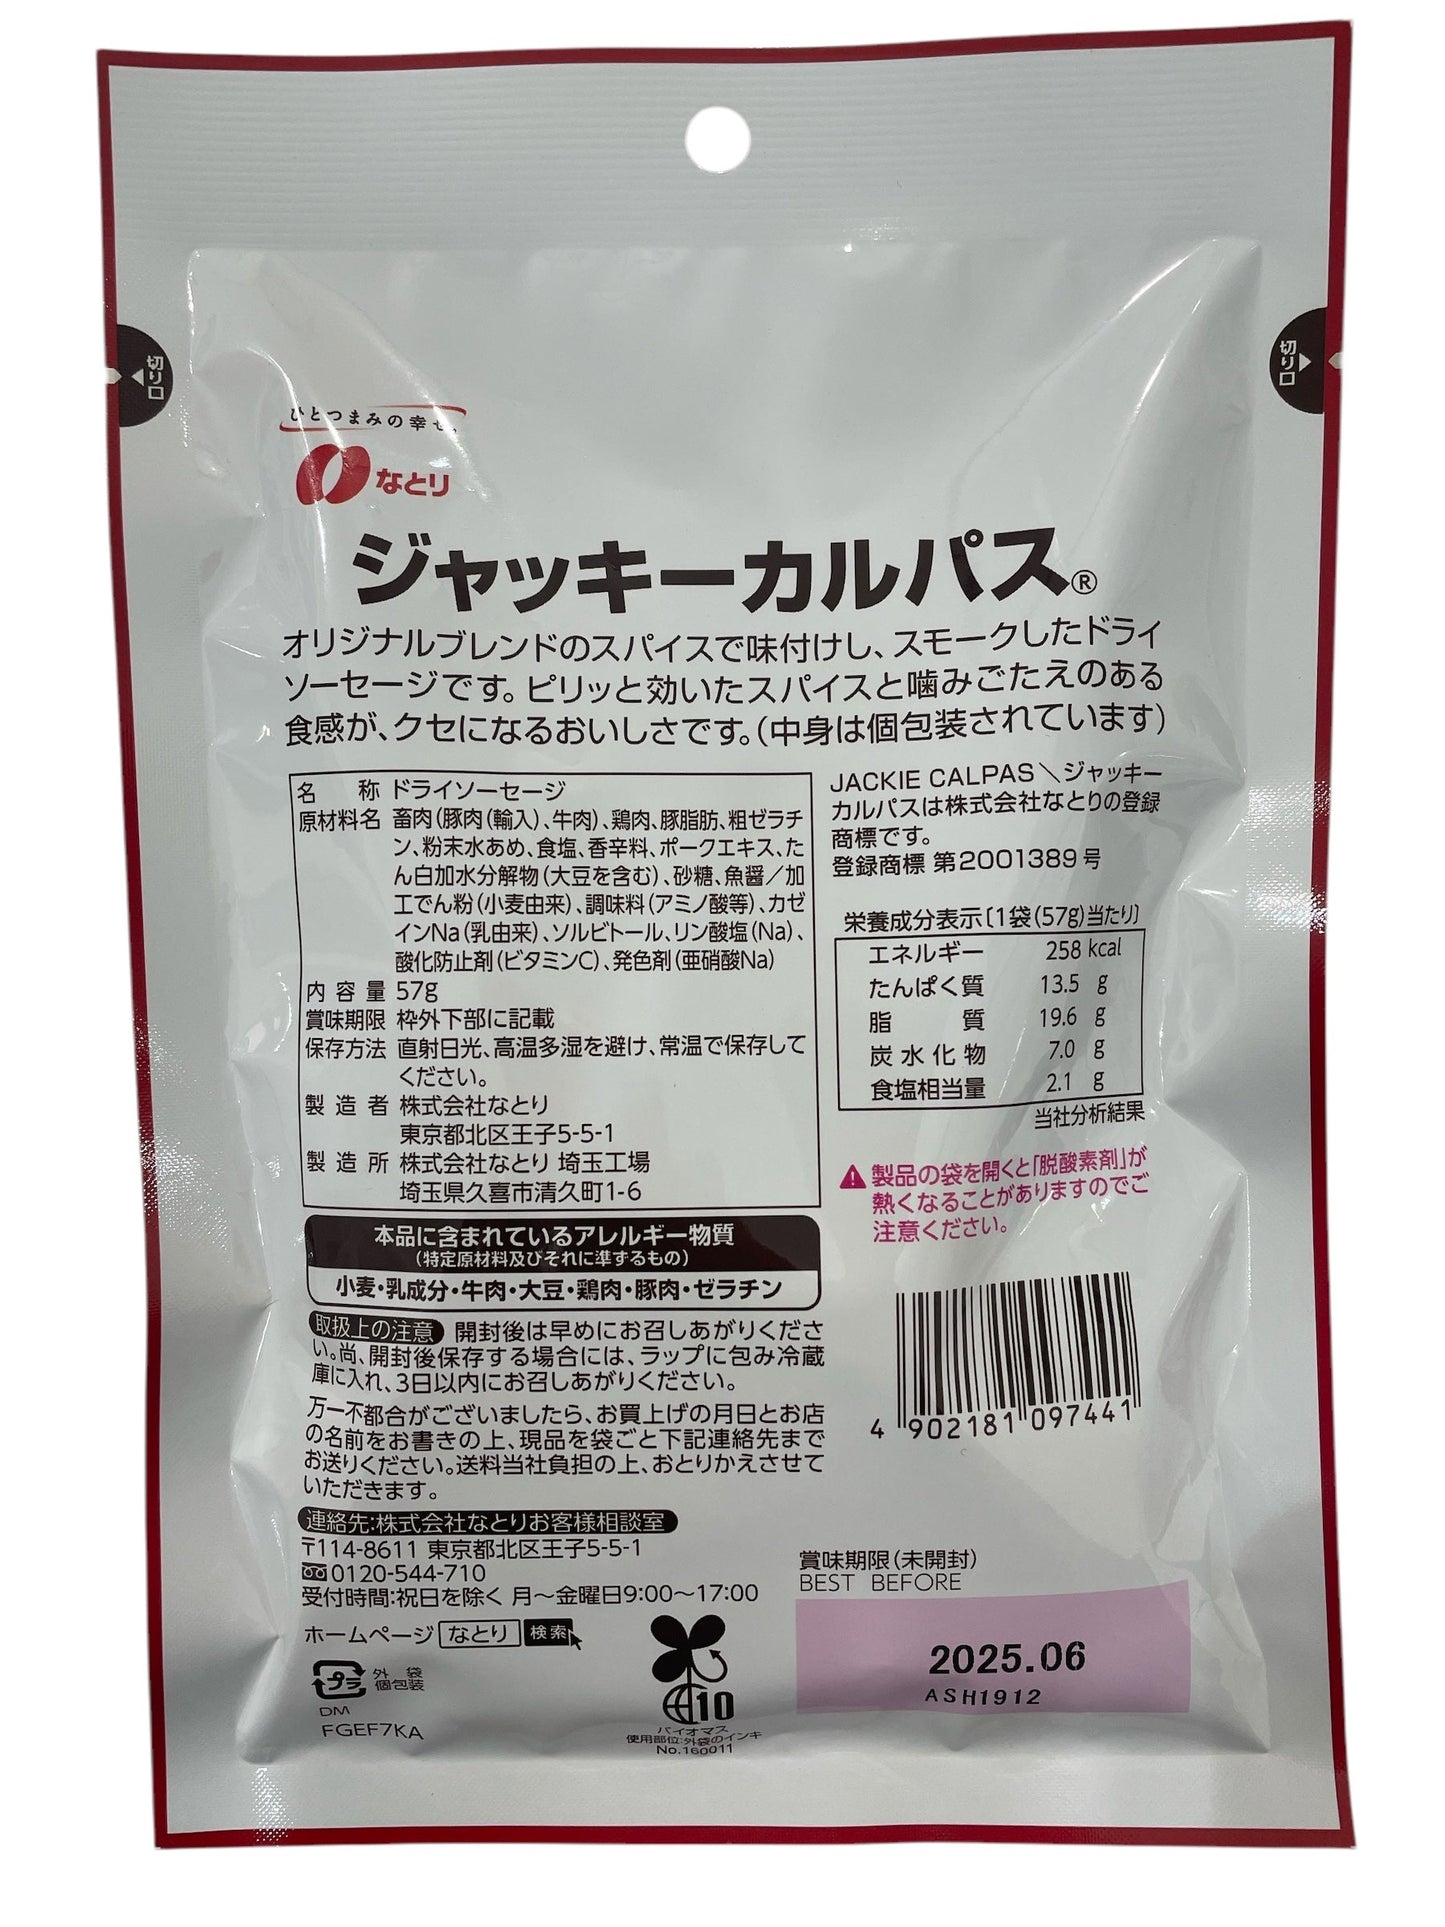 切り口
切り口
ひとつまみの幸せ。
なとり
ジャッキーカルパス®
オリジナルブレンドのスパイスで味付けし、スモークしたドライ
ソーセージです。ピリッと効いたスパイスと噛みごたえのある
食感が、クセになるおいしさです。(中身は個包装されています)
名称 ドライソーセージ
原材料名 畜肉(豚肉(輸入)、牛肉)、鶏肉、豚脂肪、粗ゼラチ
ン、粉末水あめ、食塩、香辛料、ポークエキス、た
ん白加水分解物(大豆を含む)、砂糖、魚醤／加
工でん粉(小麦由来)、調味料(アミノ酸等)、カゼ
インNa(乳由来)、ソルビトール、リン酸塩(Na)、
酸化防止剤(ビタミンC)、発色剤(亜硝酸Na)
内容量 57g
賞味期限 枠外下部に記載
保存方法 直射日光、高温多湿を避け、常温で保存して
ください。
製造者 株式会社なとり
東京都北区王子5-5-1
製造所 株式会社なとり 埼玉工場
埼玉県久喜市清久町1-6
本品に含まれているアレルギー物質
(特定原材料及びそれに準ずるもの)
小麦・乳成分・牛肉・大豆・鶏肉・豚肉・ゼラチン
取扱上の注意 開封後は早めにお召しあがりくださ
い。尚、開封後保存する場合には、ラップに包み冷蔵
庫に入れ、3日以内にお召しあがりください。
万一不都合がございましたら、お買上げの月日とお店
の名前をお書きの上、現品を袋ごと下記連絡先まで
お送りください。送料当社負担の上、おとりかえさせて
いただきます。
連絡先:株式会社なとりお客様相談室
〒114-8611 東京都北区王子5-5-1
0120-544-710
受付時間:祝日を除く 月～金曜日9:00～17:00
ホームページ なとり 検索
プラ 外袋
個包装
DM
FGEF7KA
10
バイオマス
使用部位:外袋のインキ
No.160011
JACKIE CALPAS＼ジャッキー
カルパスは株式会社なとりの登録
商標です。
登録商標 第2001389号
栄養成分表示〔1袋(57g)当たり〕
エネルギー 258 kcal
たんぱく質 13.5 g
脂質 19.6 g
炭水化物 7.0 g
食塩相当量 2.1 g
当社分析結果
製品の袋を開くと「脱酸素剤」が
熱くなることがありますのでご
注意ください。
4 902181 097441
賞味期限(未開封)
BEST BEFORE
2025.06
ASH1912